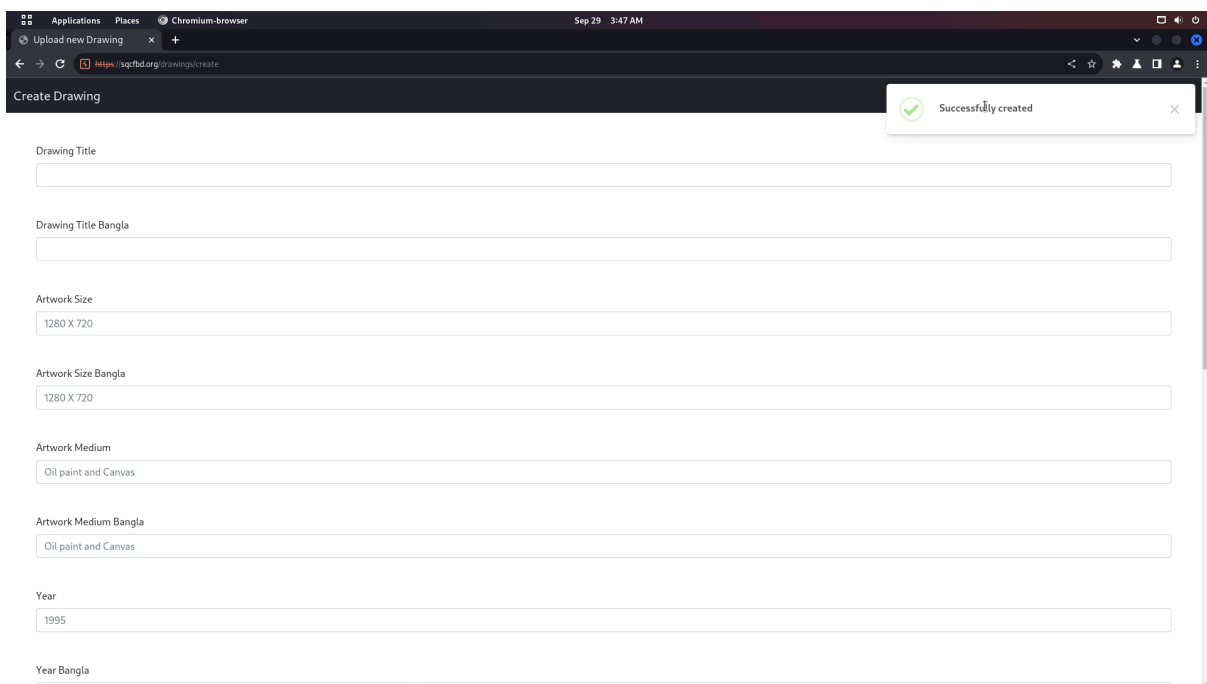 Applications Places Chromium-browser Sep 29 3:47 AM
Upload new Drawing × +
https://sqcfbd.org/drawings/create
Create Drawing
Successfully created ×
Drawing Title
Drawing Title Bangla
Artwork Size
1280 X 720
Artwork Size Bangla
1280 X 720
Artwork Medium
Oil paint and Canvas
Artwork Medium Bangla
Oil paint and Canvas
Year
1995
Year Bangla